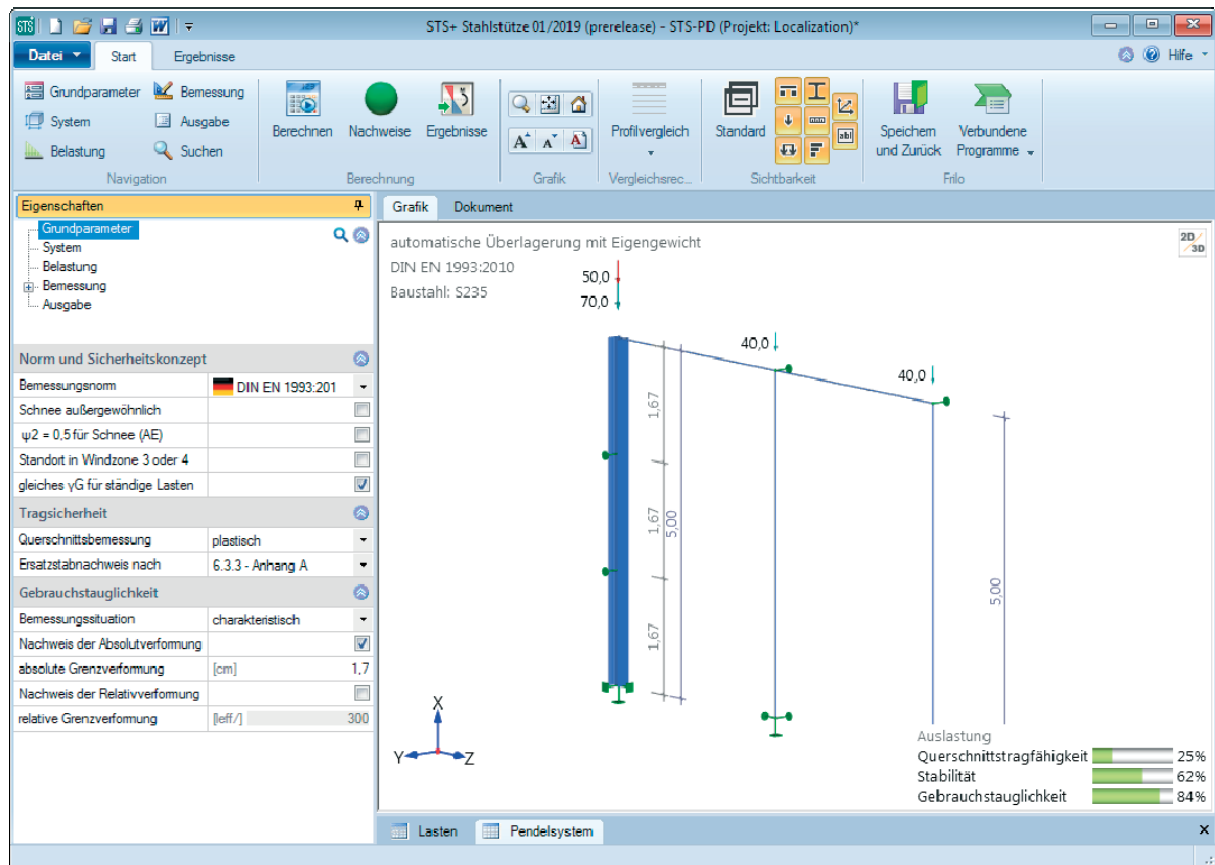 STS STS+ Stahlstütze 01/2019 (prerelease) - STS-PD (Projekt: Localization)*
Datei Start Ergebnisse Hilfe
Grundparameter Bemessung
System Ausgabe
Belastung Suchen
Navigation
Berechnen Nachweise Ergebnisse
Berechnung
A A A
Grafik
Profilvergleich
Vergleichsrec...
Standard
abl
Sichtbarkeit
Speichern und Zurück
Verbundene Programme
Frilo
Eigenschaften
Grundparameter
System
Belastung
Bemessung
Ausgabe
Norm und Sicherheitskonzept
Bemessungsnorm DIN EN 1993:201
Schnee außergewöhnlich
ψ2 = 0,5 für Schnee (AE)
Standort in Windzone 3 oder 4
gleiches γG für ständige Lasten
Tragsicherheit
Querschnittsbemessung plastisch
Ersatzstabnachweis nach 6.3.3 - Anhang A
Gebrauchstauglichkeit
Bemessungssituation charakteristisch
Nachweis der Absolutverformung
absolute Grenzverformung [cm] 1,7
Nachweis der Relativverformung
relative Grenzverformung [leff/] 300
Grafik Dokument
automatische Überlagerung mit Eigengewicht
DIN EN 1993:2010
Baustahl: S235
2D/3D
50,0
70,0
40,0
40,0
1,67
1,67
5,00
1,67
5,00
X
Y Z
Auslastung
Querschnittstragfähigkeit 25%
Stabilität 62%
Gebrauchstauglichkeit 84%
Lasten Pendelsystem x